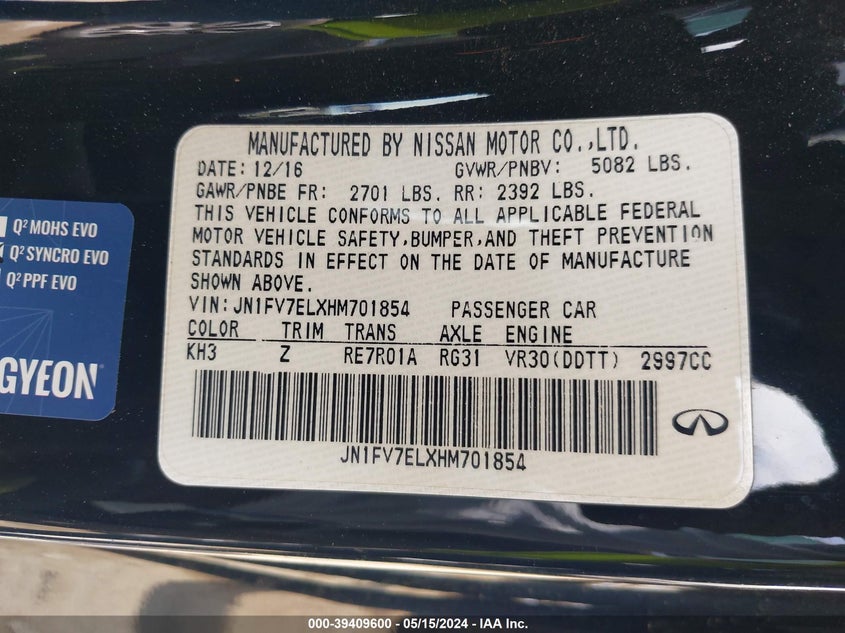 MANUFACTURED BY NISSAN MOTOR CO.,LTD.
DATE: 12/16 GVWR/PNBV: 5082 LBS.
GAWR/PNBE FR: 2701 LBS. RR: 2392 LBS.
THIS VEHICLE CONFORMS TO ALL APPLICABLE FEDERAL
MOTOR VEHICLE SAFETY,BUMPER,AND THEFT PREVENTION
STANDARDS IN EFFECT ON THE DATE OF MANUFACTURE
SHOWN ABOVE.
VIN:JN1FV7ELXHM701854 PASSENGER CAR
COLOR TRIM TRANS AXLE ENGINE
KH3 Z RE7R01A RG31 VR30(DDTT) 2997CC
JN1FV7ELXHM701854
Q² MOHS EVO
Q² SYNCRO EVO
Q² PPF EVO
GYEON®
000-39409600 - 05/15/2024 - IAA Inc.